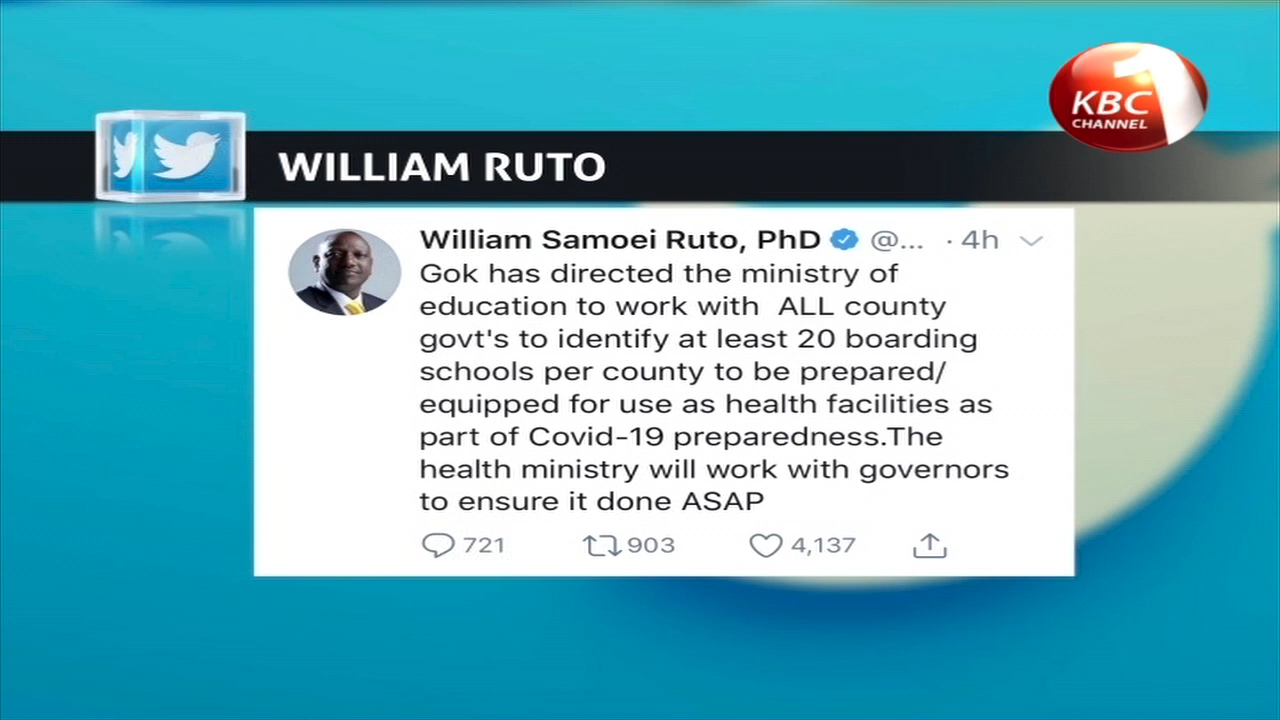 KBC
CHANNEL
1
WILLIAM RUTO
William Samoei Ruto, PhD @... · 4h
Gok has directed the ministry of
education to work with  ALL county
govt's to identify at least 20 boarding
schools per county to be prepared/
equipped for use as health facilities as
part of Covid-19 preparedness.The
health ministry will work with governors
to ensure it done ASAP
721 903 4,137